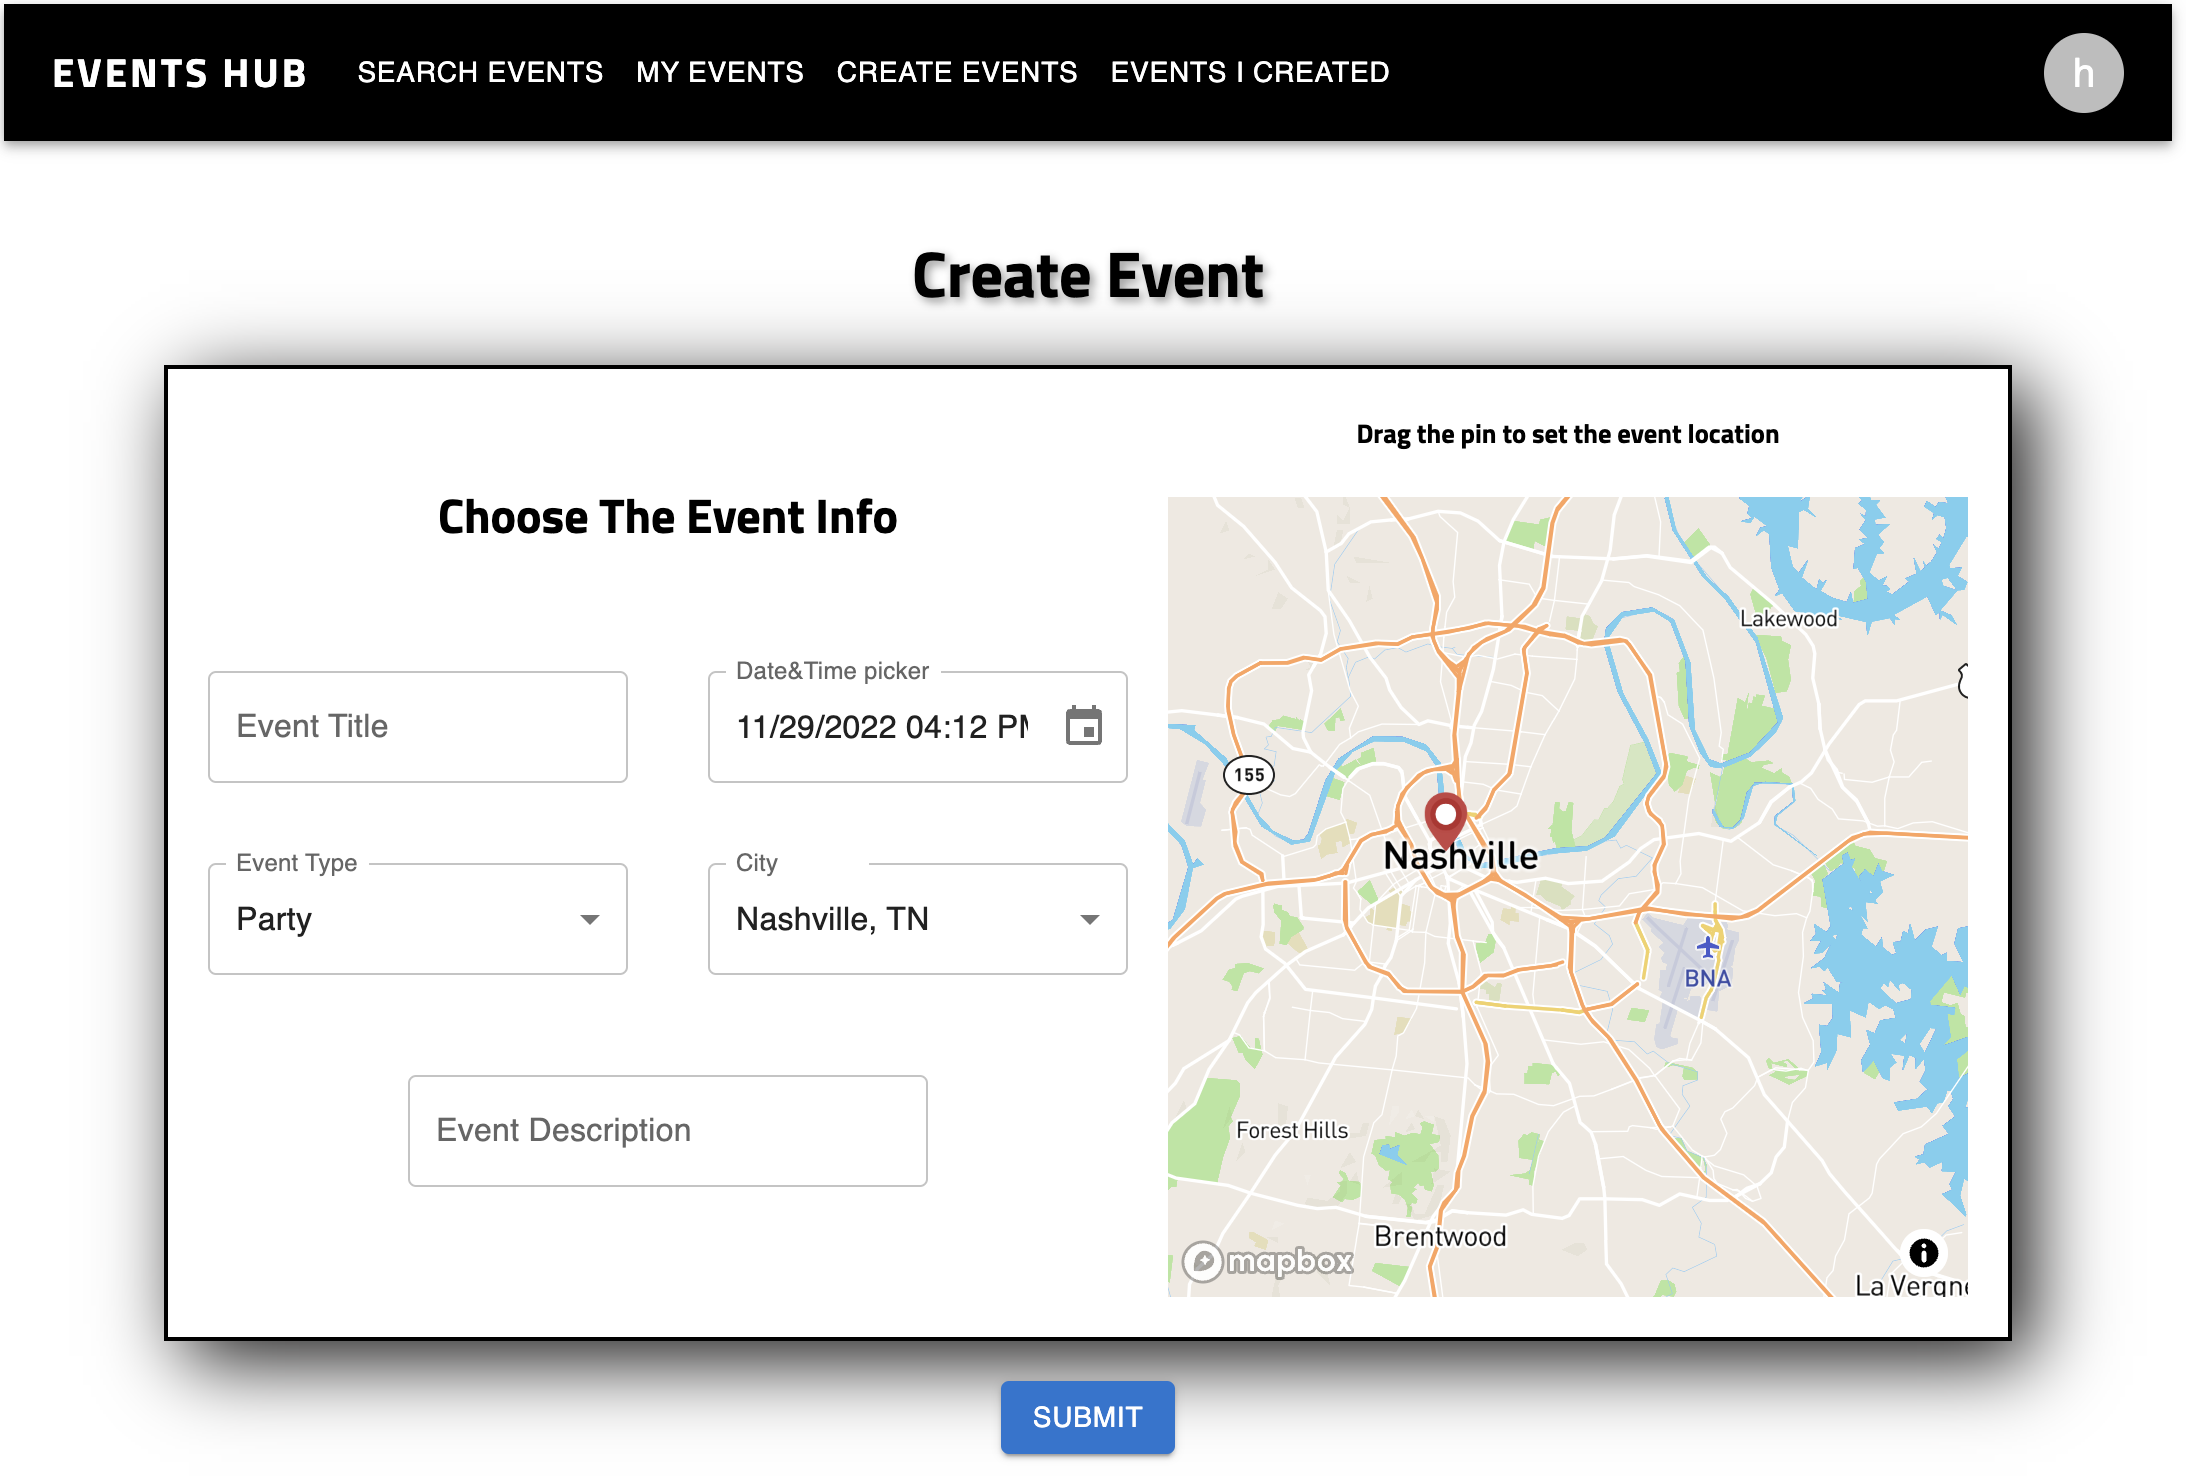 EVENTS HUB SEARCH EVENTS MY EVENTS CREATE EVENTS EVENTS I CREATED h
Create Event
Drag the pin to set the event location
Choose The Event Info
Event Title
Date&Time picker
11/29/2022 04:12 PM
Event Type
Party
City
Nashville, TN
Event Description
Lakewood
155
Nashville
BNA
Forest Hills
Brentwood
mapbox
La Vergne
SUBMIT